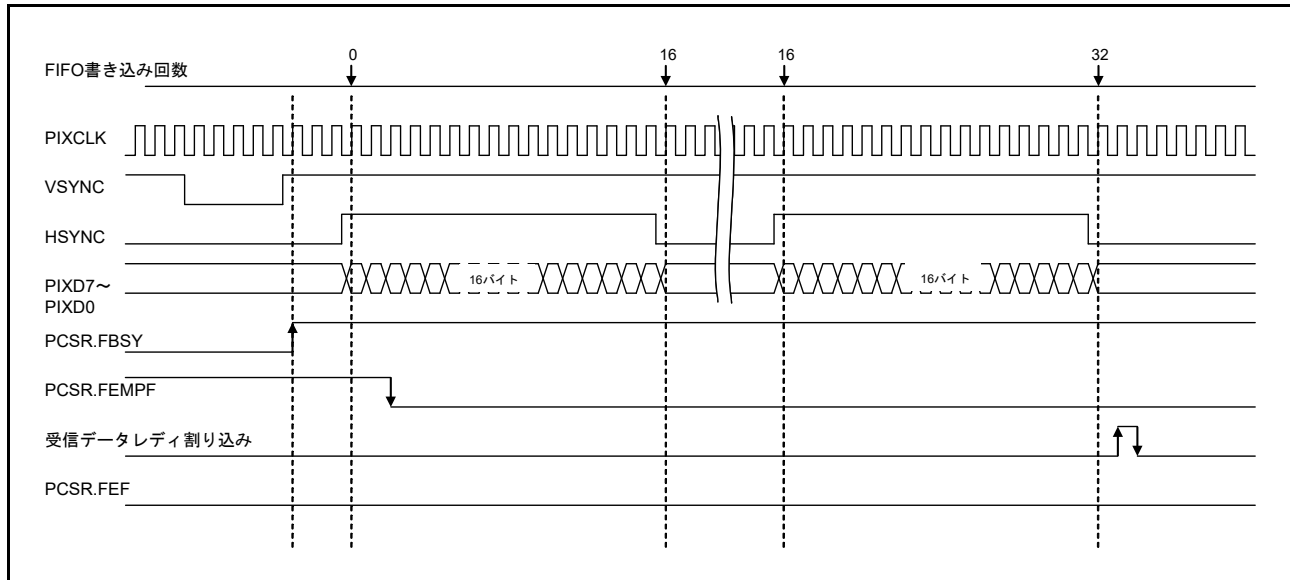 0 16 16 32
FIFO書き込み回数
PIXCLK
VSYNC
HSYNC
PIXD7～
PIXD0
16バイト 16バイト
PCSR.FBSY
PCSR.FEMPF
受信データレディ割り込み
PCSR.FEF